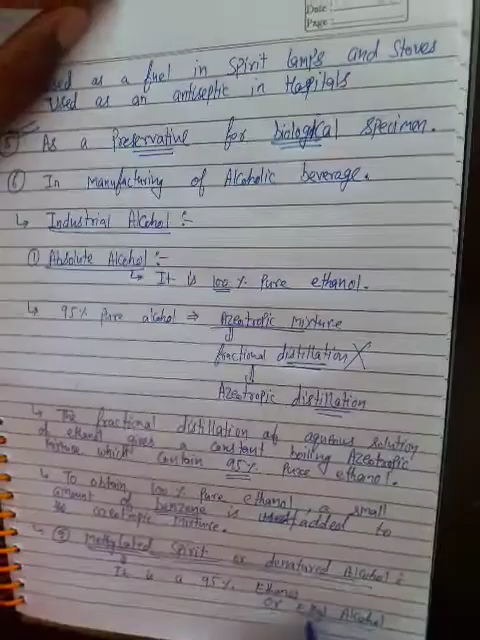 Date
Page
used as a fuel in spirit lamps and stoves
used as an antiseptic in Hospitals
⑤ As a Preservative for biological specimen.
⑥ In manufacturing of Alcoholic beverage.
↳ Industrial Alcohol :-
① Absolute Alcohol :-
↳ It is 100% Pure ethanol.
↳ 95% Pure alcohol ⇒ Azeotropic mixture
⇓
fractional distillation X
⇓
Azeotropic distillation
↳ The fractional distillation of aqueous solution
of ethanol gives a constant boiling Azeotropic
mixture which contain 95% Pure ethanol.
↳ To obtain 100% Pure ethanol, a small
amount of benzene is added to
the azeotropic mixture.
↳ ② Methylated Spirit or denatured Alcohol :
It is a 95% Ethanol
or Ethyl Alcohol